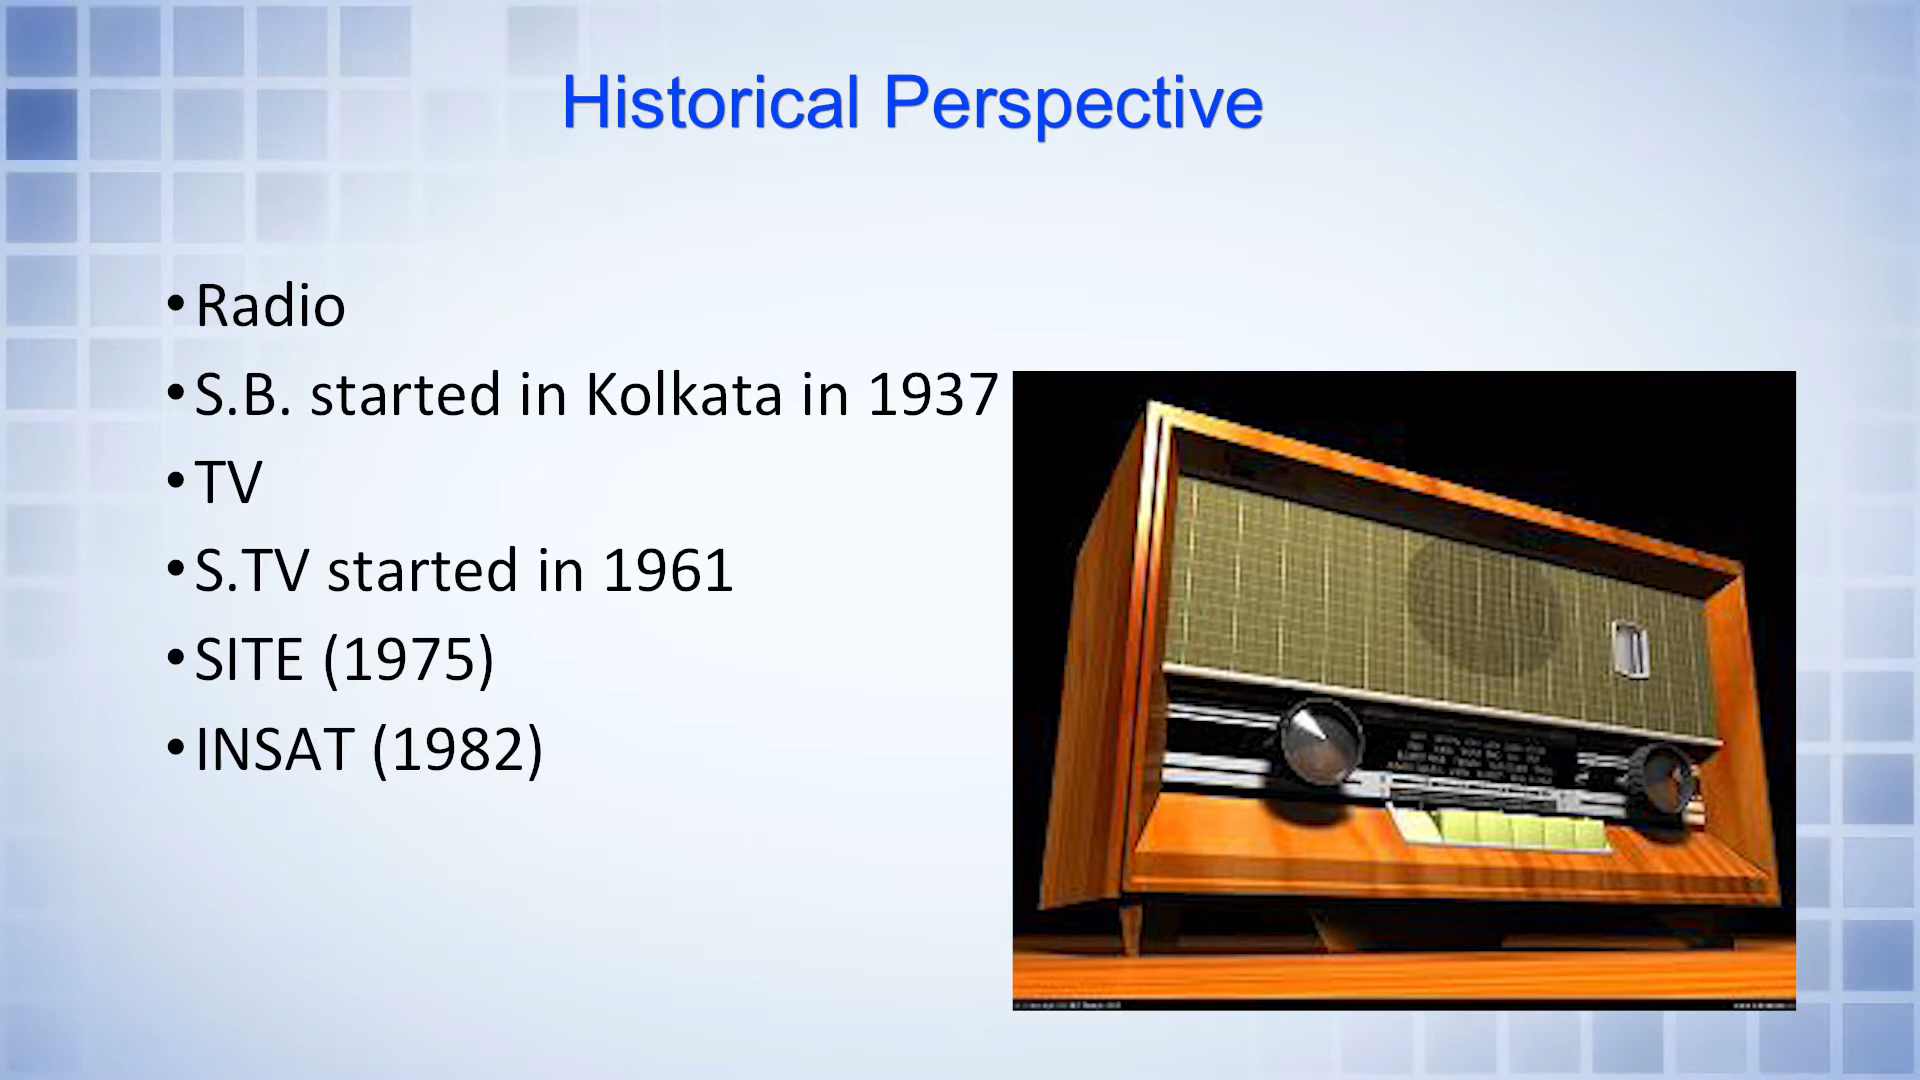 Historical Perspective
• Radio
• S.B. started in Kolkata in 1937
• TV
• S.TV started in 1961
• SITE (1975)
• INSAT (1982)